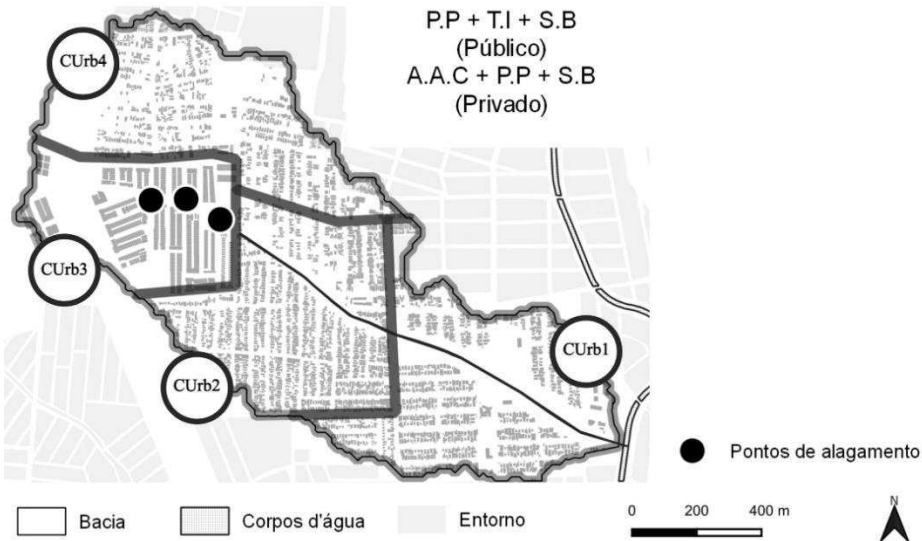 P.P + T.I + S.B
(Público)
A.A.C + P.P + S.B
(Privado)
CUrb4
CUrb3
CUrb2
CUrb1
Pontos de alagamento
Bacia
Corpos d'água
Entorno
0 200 400 m
N